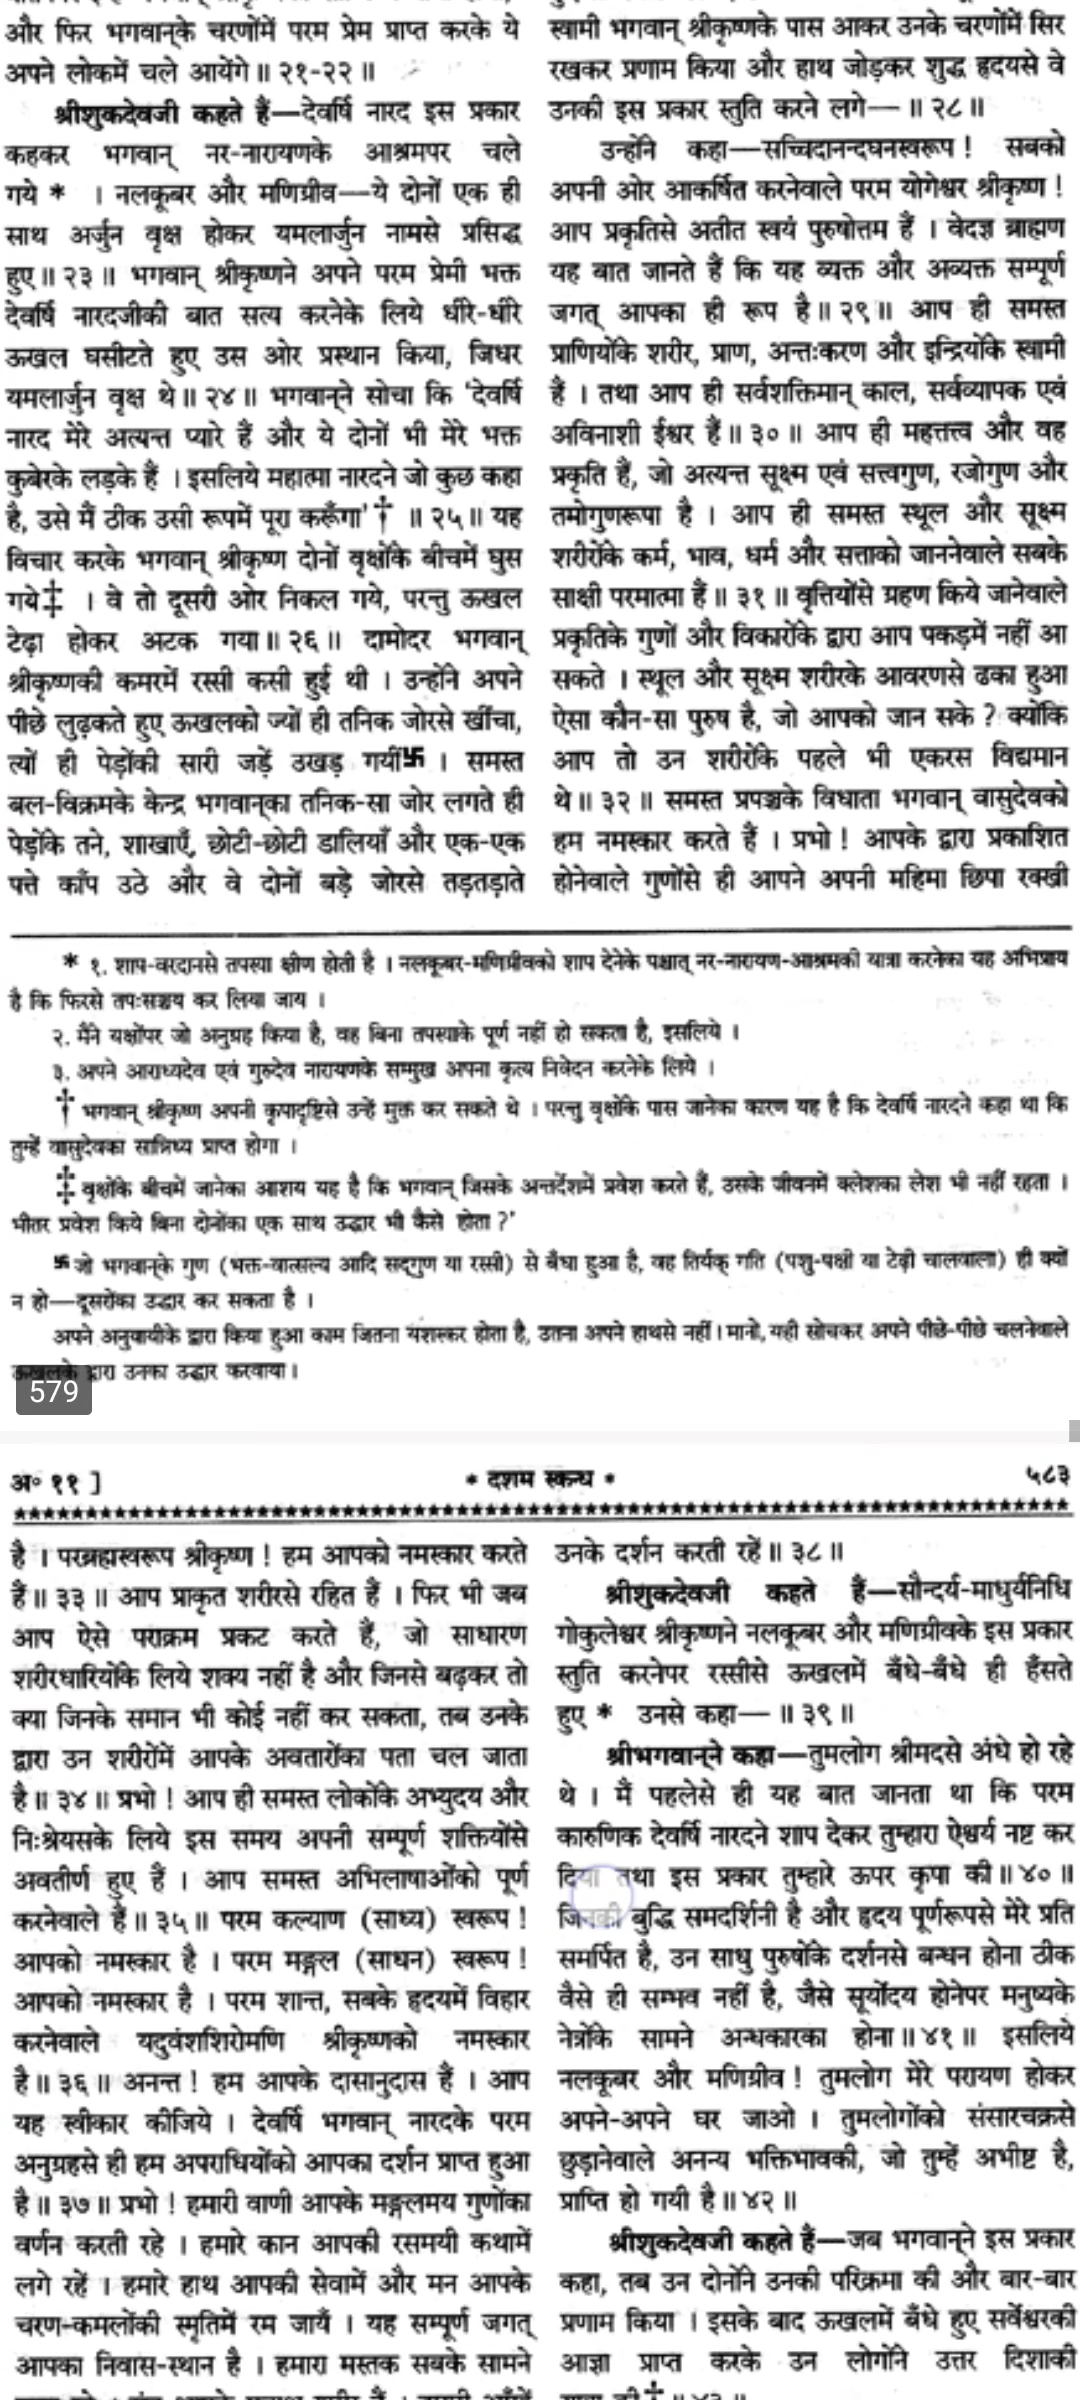 और फिर भगवान्‌के चरणोंमें परम प्रेम प्राप्त करके ये
अपने लोकमें चले आयेंगे॥ २१-२२॥
श्रीशुकदेवजी कहते हैं—देवर्षि नारद इस प्रकार
कहकर भगवान् नर-नारायणके आश्रमपर चले
गये * । नलकूबर और मणिग्रीव—ये दोनों एक ही
साथ अर्जुन वृक्ष होकर यमलार्जुन नामसे प्रसिद्ध
हुए॥ २३॥ भगवान् श्रीकृष्णने अपने परम प्रेमी भक्त
देवर्षि नारदजीकी बात सत्य करनेके लिये धीरे-धीरे
ऊखल घसीटते हुए उस ओर प्रस्थान किया, जिधर
यमलार्जुन वृक्ष थे॥ २४॥ भगवान्‌ने सोचा कि ‘देवर्षि
नारद मेरे अत्यन्त प्यारे हैं और ये दोनों भी मेरे भक्त
कुबेरके लड़के हैं । इसलिये महात्मा नारदने जो कुछ कहा
है, उसे मैं ठीक उसी रूपमें पूरा करूँगा’† ॥ २५॥ यह
विचार करके भगवान् श्रीकृष्ण दोनों वृक्षोंके बीचमें घुस
गये‡ । वे तो दूसरी ओर निकल गये, परन्तु ऊखल
टेढ़ा होकर अटक गया॥ २६॥ दामोदर भगवान्
श्रीकृष्णकी कमरमें रस्सी कसी हुई थी । उन्होंने अपने
पीछे लुढ़कते हुए ऊखलको ज्यों ही तनिक जोरसे खींचा,
त्यों ही पेड़ोंकी सारी जड़ें उखड़ गयीं卐 । समस्त
बल-विक्रमके केन्द्र भगवान्‌का तनिक-सा जोर लगते ही
पेड़ोंके तने, शाखाएँ, छोटी-छोटी डालियाँ और एक-एक
पत्ते काँप उठे और वे दोनों बड़े जोरसे तड़तड़ाते
स्वामी भगवान् श्रीकृष्णके पास आकर उनके चरणोंमें सिर
रखकर प्रणाम किया और हाथ जोड़कर शुद्ध हृदयसे वे
उनकी इस प्रकार स्तुति करने लगे— ॥ २८॥
उन्होंने कहा—सच्चिदानन्दघनस्वरूप ! सबको
अपनी ओर आकर्षित करनेवाले परम योगेश्वर श्रीकृष्ण !
आप प्रकृतिसे अतीत स्वयं पुरुषोत्तम हैं । वेदज्ञ ब्राह्मण
यह बात जानते हैं कि यह व्यक्त और अव्यक्त सम्पूर्ण
जगत् आपका ही रूप है॥ २९॥ आप ही समस्त
प्राणियोंके शरीर, प्राण, अन्तःकरण और इन्द्रियोंके स्वामी
हैं । तथा आप ही सर्वशक्तिमान् काल, सर्वव्यापक एवं
अविनाशी ईश्वर हैं॥ ३०॥ आप ही महत्तत्त्व और वह
प्रकृति हैं, जो अत्यन्त सूक्ष्म एवं सत्त्वगुण, रजोगुण और
तमोगुणरूपा है । आप ही समस्त स्थूल और सूक्ष्म
शरीरोंके कर्म, भाव, धर्म और सत्ताको जाननेवाले सबके
साक्षी परमात्मा हैं॥ ३१॥ वृत्तियोंसे ग्रहण किये जानेवाले
प्रकृतिके गुणों और विकारोंके द्वारा आप पकड़में नहीं आ
सकते । स्थूल और सूक्ष्म शरीरके आवरणसे ढका हुआ
ऐसा कौन-सा पुरुष है, जो आपको जान सके ? क्योंकि
आप तो उन शरीरोंके पहले भी एकरस विद्यमान
थे॥ ३२॥ समस्त प्रपञ्चके विधाता भगवान् वासुदेवको
हम नमस्कार करते हैं । प्रभो ! आपके द्वारा प्रकाशित
होनेवाले गुणोंसे ही आपने अपनी महिमा छिपा रक्खी
* १. शाप-वरदानसे तपस्या क्षीण होती है । नलकूबर-मणिग्रीवको शाप देनेके पश्चात् नर-नारायण-आश्रमकी यात्रा करनेका यह अभिप्राय
है कि फिरसे तपःसञ्चय कर लिया जाय ।
२. मैंने यक्षोंपर जो अनुग्रह किया है, वह बिना तपस्याके पूर्ण नहीं हो सकता है, इसलिये ।
३. अपने आराध्यदेव एवं गुरुदेव नारायणके सम्मुख अपना कृत्य निवेदन करनेके लिये ।
† भगवान् श्रीकृष्ण अपनी कृपादृष्टिसे उन्हें मुक्त कर सकते थे । परन्तु वृक्षोंके पास जानेका कारण यह है कि देवर्षि नारदने कहा था कि
तुम्हें वासुदेवका सान्निध्य प्राप्त होगा ।
‡ वृक्षोंके बीचमें जानेका आशय यह है कि भगवान् जिसके अन्तर्देशमें प्रवेश करते हैं, उसके जीवनमें क्लेशका लेश भी नहीं रहता ।
भीतर प्रवेश किये बिना दोनोंका एक साथ उद्धार भी कैसे होता ?’
卐 जो भगवान्‌के गुण (भक्त-वात्सल्य आदि सद्‌गुण या रस्सी) से बँधा हुआ है, वह तिर्यक् गति (पशु-पक्षी या टेढ़ी चालवाला) ही क्यों
न हो—दूसरोंका उद्धार कर सकता है ।
अपने अनुयायीके द्वारा किया हुआ काम जितना यशस्कर होता है, उतना अपने हाथसे नहीं । मानो, यही सोचकर अपने पीछे-पीछे चलनेवाले
ऊखलके द्वारा उनका उद्धार करवाया ।
579
अ॰ ११ ]
* दशम स्कन्ध *
५८३
है । परब्रह्मस्वरूप श्रीकृष्ण ! हम आपको नमस्कार करते
हैं॥ ३३॥ आप प्राकृत शरीरसे रहित हैं । फिर भी जब
आप ऐसे पराक्रम प्रकट करते हैं, जो साधारण
शरीरधारियोंके लिये शक्य नहीं है और जिनसे बढ़कर तो
क्या जिनके समान भी कोई नहीं कर सकता, तब उनके
द्वारा उन शरीरोंमें आपके अवतारोंका पता चल जाता
है॥ ३४॥ प्रभो ! आप ही समस्त लोकोंके अभ्युदय और
निःश्रेयसके लिये इस समय अपनी सम्पूर्ण शक्तियोंसे
अवतीर्ण हुए हैं । आप समस्त अभिलाषाओंको पूर्ण
करनेवाले हैं॥ ३५॥ परम कल्याण (साध्य) स्वरूप !
आपको नमस्कार है । परम मङ्गल (साधन) स्वरूप !
आपको नमस्कार है । परम शान्त, सबके हृदयमें विहार
करनेवाले यदुवंशशिरोमणि श्रीकृष्णको नमस्कार
है॥ ३६॥ अनन्त ! हम आपके दासानुदास हैं । आप
यह स्वीकार कीजिये । देवर्षि भगवान् नारदके परम
अनुग्रहसे ही हम अपराधियोंको आपका दर्शन प्राप्त हुआ
है॥ ३७॥ प्रभो ! हमारी वाणी आपके मङ्गलमय गुणोंका
वर्णन करती रहे । हमारे कान आपकी रसमयी कथामें
लगे रहें । हमारे हाथ आपकी सेवामें और मन आपके
चरण-कमलोंकी स्मृतिमें रम जायँ । यह सम्पूर्ण जगत्
आपका निवास-स्थान है । हमारा मस्तक सबके सामने
उनके दर्शन करती रहें॥ ३८॥
श्रीशुकदेवजी कहते हैं—सौन्दर्य-माधुर्यनिधि
गोकुलेश्वर श्रीकृष्णने नलकूबर और मणिग्रीवके इस प्रकार
स्तुति करनेपर रस्सीसे ऊखलमें बँधे-बँधे ही हँसते
हुए * उनसे कहा— ॥ ३९॥
श्रीभगवान्‌ने कहा—तुमलोग श्रीमदसे अंधे हो रहे
थे । मैं पहलेसे ही यह बात जानता था कि परम
कारुणिक देवर्षि नारदने शाप देकर तुम्हारा ऐश्वर्य नष्ट कर
दिया तथा इस प्रकार तुम्हारे ऊपर कृपा की॥ ४०॥
जिनकी बुद्धि समदर्शिनी है और हृदय पूर्णरूपसे मेरे प्रति
समर्पित है, उन साधु पुरुषोंके दर्शनसे बन्धन होना ठीक
वैसे ही सम्भव नहीं है, जैसे सूर्योदय होनेपर मनुष्यके
नेत्रोंके सामने अन्धकारका होना॥ ४१॥ इसलिये
नलकूबर और मणिग्रीव ! तुमलोग मेरे परायण होकर
अपने-अपने घर जाओ । तुमलोगोंको संसारचक्रसे
छुड़ानेवाले अनन्य भक्तिभावकी, जो तुम्हें अभीष्ट है,
प्राप्ति हो गयी है॥ ४२॥
श्रीशुकदेवजी कहते हैं—जब भगवान्‌ने इस प्रकार
कहा, तब उन दोनोंने उनकी परिक्रमा की और बार-बार
प्रणाम किया । इसके बाद ऊखलमें बँधे हुए सर्वेश्वरकी
आज्ञा प्राप्त करके उन लोगोंने उत्तर दिशाकी